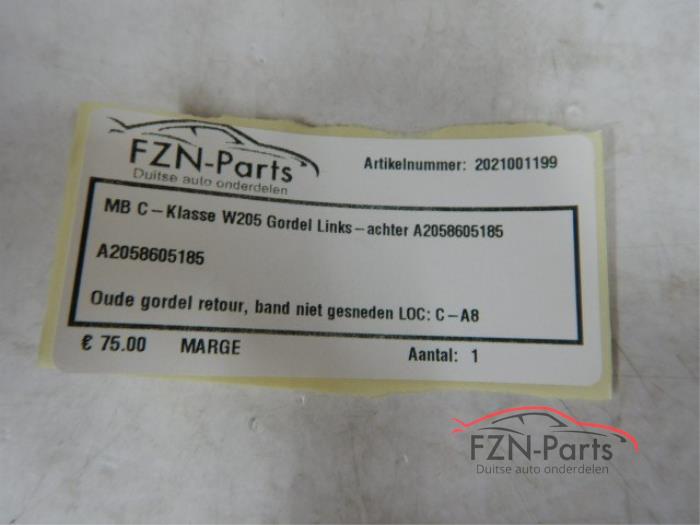 FZN-Parts
Duitse auto onderdelen
Artikelnummer: 2021001199
MB C-Klasse W205 Gordel Links-achter A2058605185
A2058605185
Oude gordel retour, band niet gesneden LOC: C-A8
€ 75.00 MARGE Aantal: 1
FZN-Parts
Duitse auto onderdelen